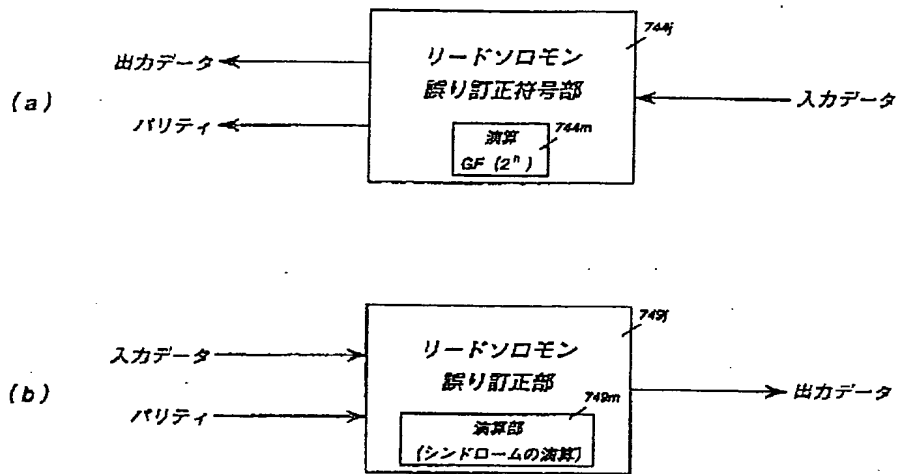 (a)
出力データ
パリティ
リードソロモン
誤り訂正符号部
744j
演算
GF (2ⁿ)
744m
入力データ
(b)
入力データ
パリティ
リードソロモン
誤り訂正部
749j
演算部
(シンドロームの演算)
749m
出力データ